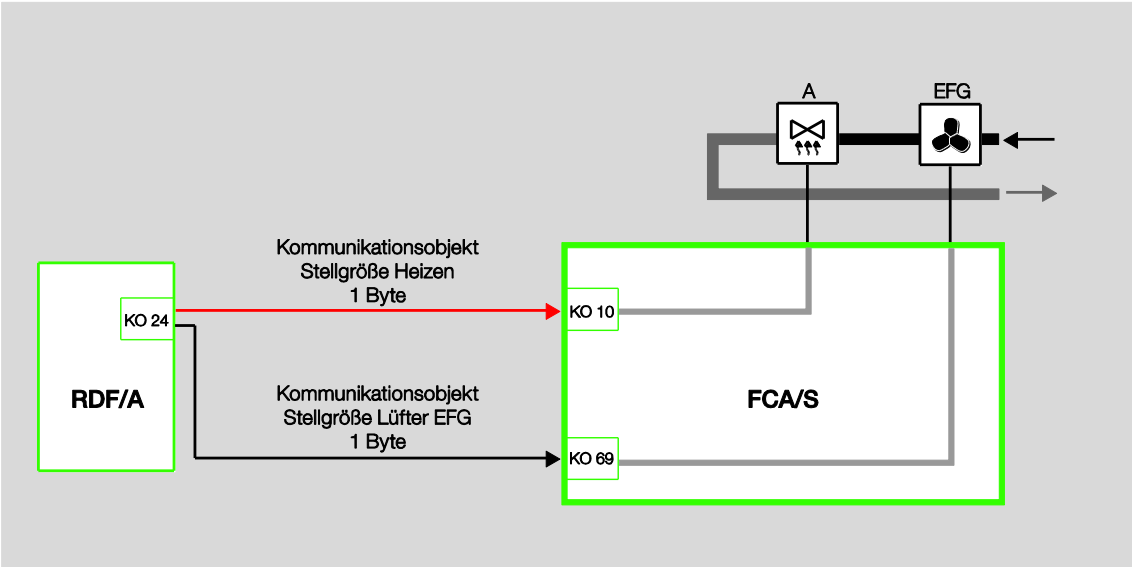 A
EFG
Kommunikationsobjekt
Stellgröße Heizen
1 Byte
KO 24
KO 10
RDF/A
Kommunikationsobjekt
Stellgröße Lüfter EFG
1 Byte
FCA/S
KO 69